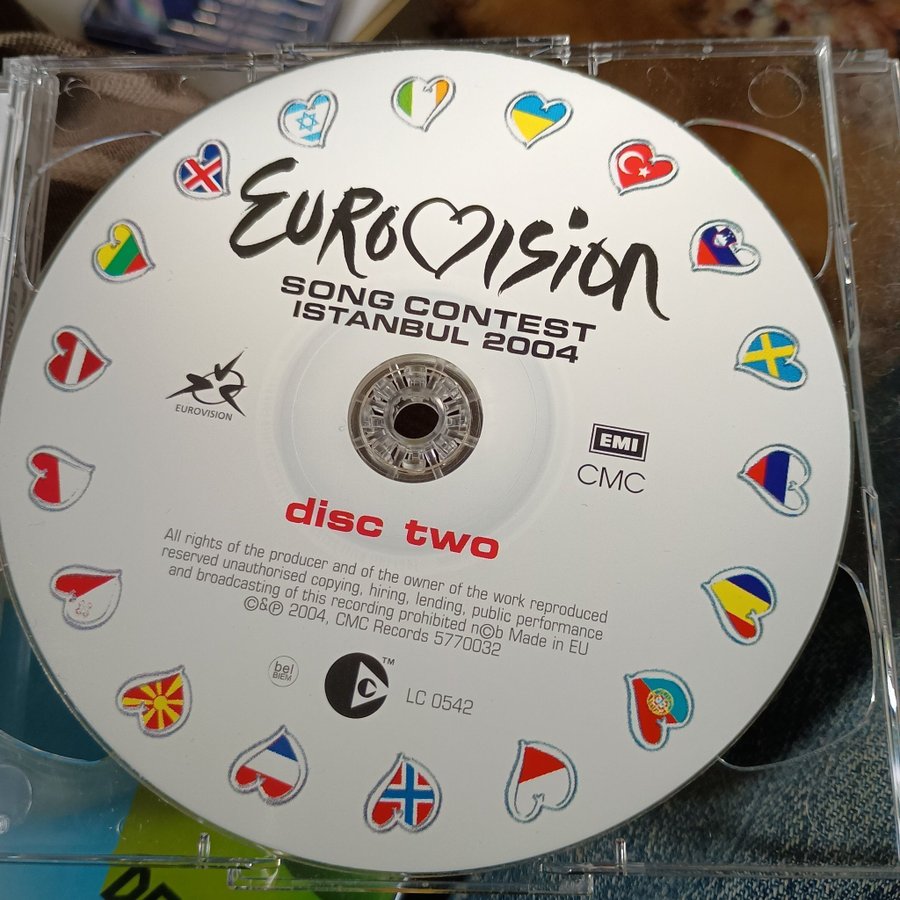 EUROVISION
SONG CONTEST
ISTANBUL 2004
EUROVISION
EMI
CMC
disc two
All rights of the producer and of the owner of the work reproduced
reserved unauthorised copying, hiring, lending, public performance
and broadcasting of this recording prohibited n©b Made in EU
©&℗ 2004, CMC Records 5770032
bel
BIEM
C
TM
LC 0542
DE